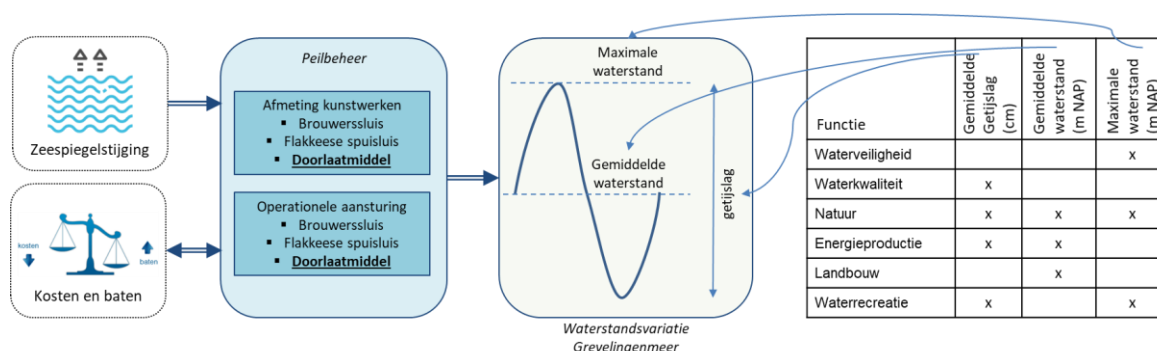 Zeespiegelstijging
kosten
baten
Kosten en baten
Peilbeheer
Afmeting kunstwerken
▪ Brouwerssluis
▪ Flakkeese spuisluis
▪ Doorlaatmiddel
Operationele aansturing
▪ Brouwerssluis
▪ Flakkeese spuisluis
▪ Doorlaatmiddel
Maximale
waterstand
Gemiddelde
waterstand
getijslag
Waterstandsvariatie
Grevelingenmeer
Functie
Gemiddelde
Getijslag
(cm)
Gemiddelde
waterstand
(m NAP)
Maximale
waterstand
(m NAP)
Waterveiligheid x
Waterkwaliteit x
Natuur x x x
Energieproductie x x
Landbouw x
Waterrecreatie x x